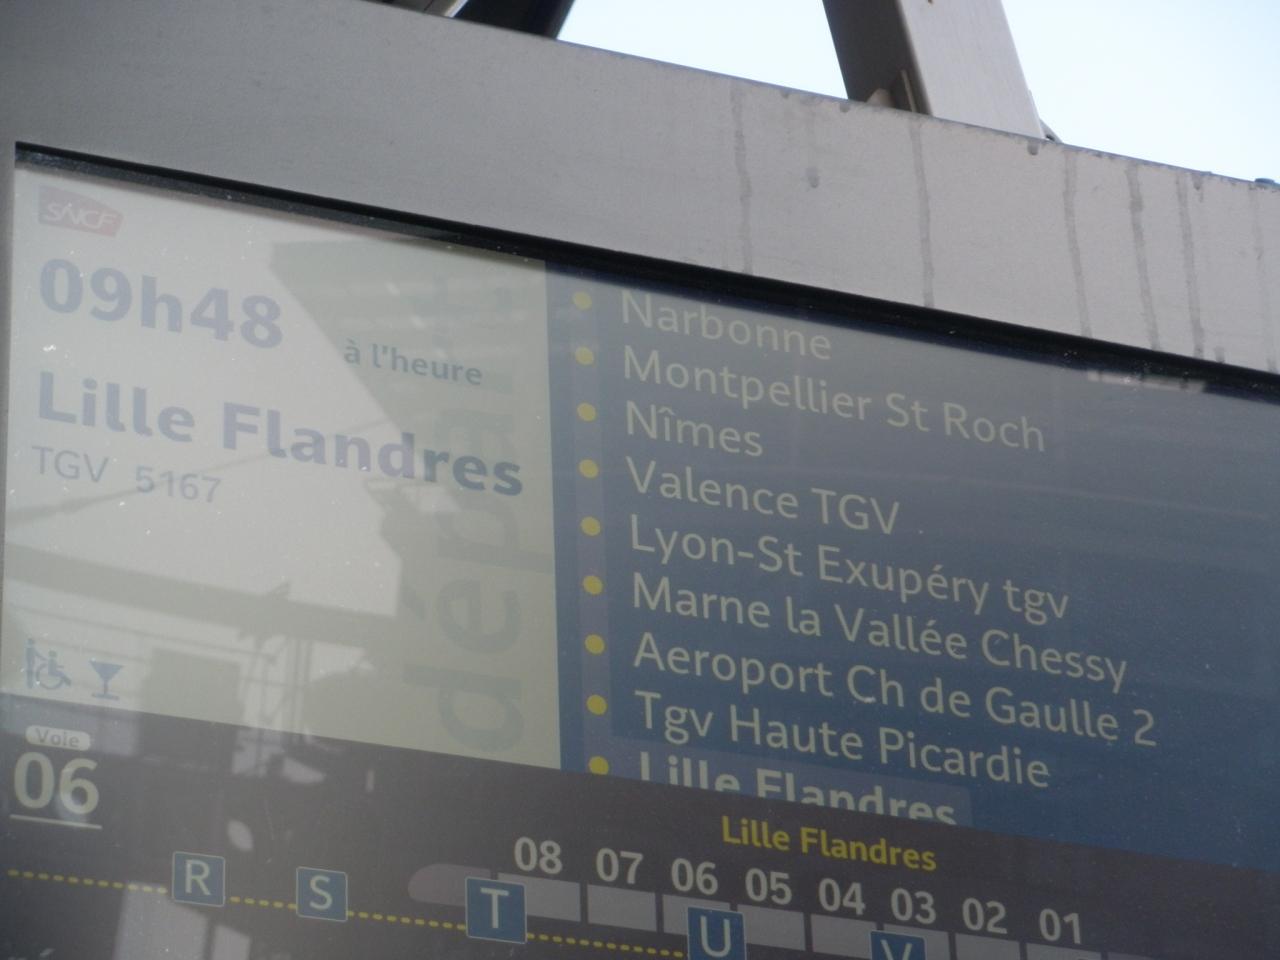 SNCF
09h48
à l'heure
Lille Flandres
TGV 5167
départ
Narbonne
Montpellier St Roch
Nîmes
Valence TGV
Lyon-St Exupéry tgv
Marne la Vallée Chessy
Aeroport Ch de Gaulle 2
Tgv Haute Picardie
Lille Flandres
Voie
06
Lille Flandres
08 07 06 05 04 03 02 01
R S T U V